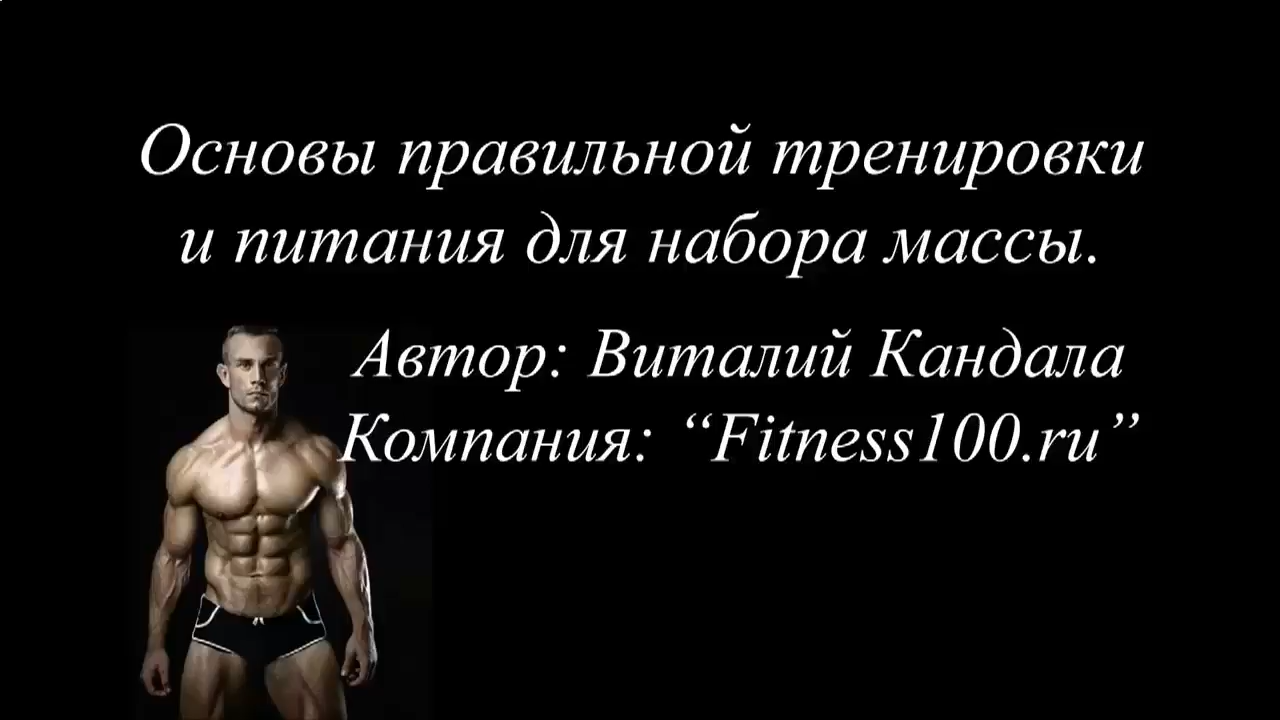 Основы правильной тренировки
и питания для набора массы.
Автор: Виталий Кандала
Компания: “Fitness100.ru”